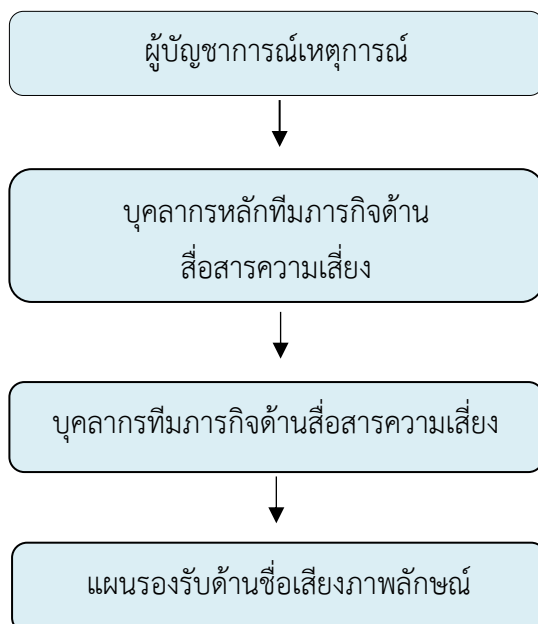 ผู้บัญชาการณ์เหตุการณ์
บุคลากรหลักทีมภารกิจด้าน
สื่อสารความเสี่ยง
บุคลากรทีมภารกิจด้านสื่อสารความเสี่ยง
แผนรองรับด้านชื่อเสียงภาพลักษณ์